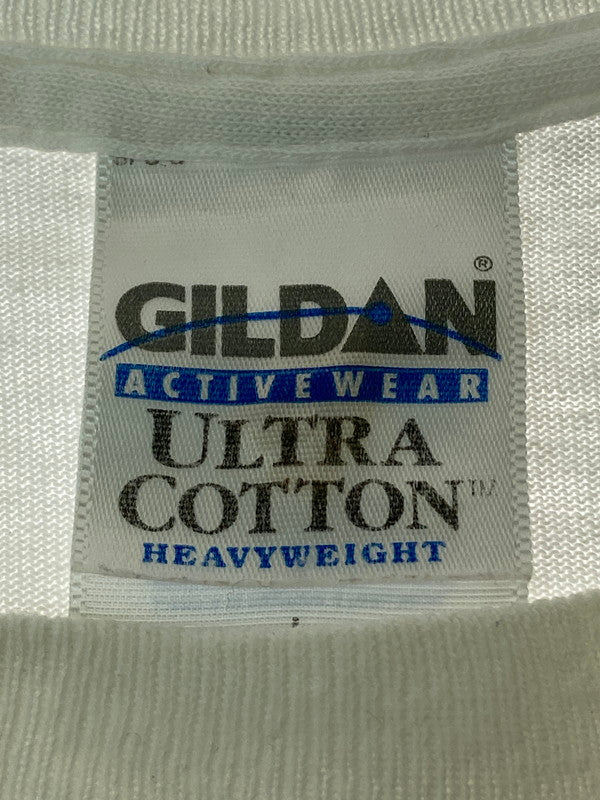 GILDAN®
ACTIVEWEAR
ULTRA
COTTON™
HEAVYWEIGHT